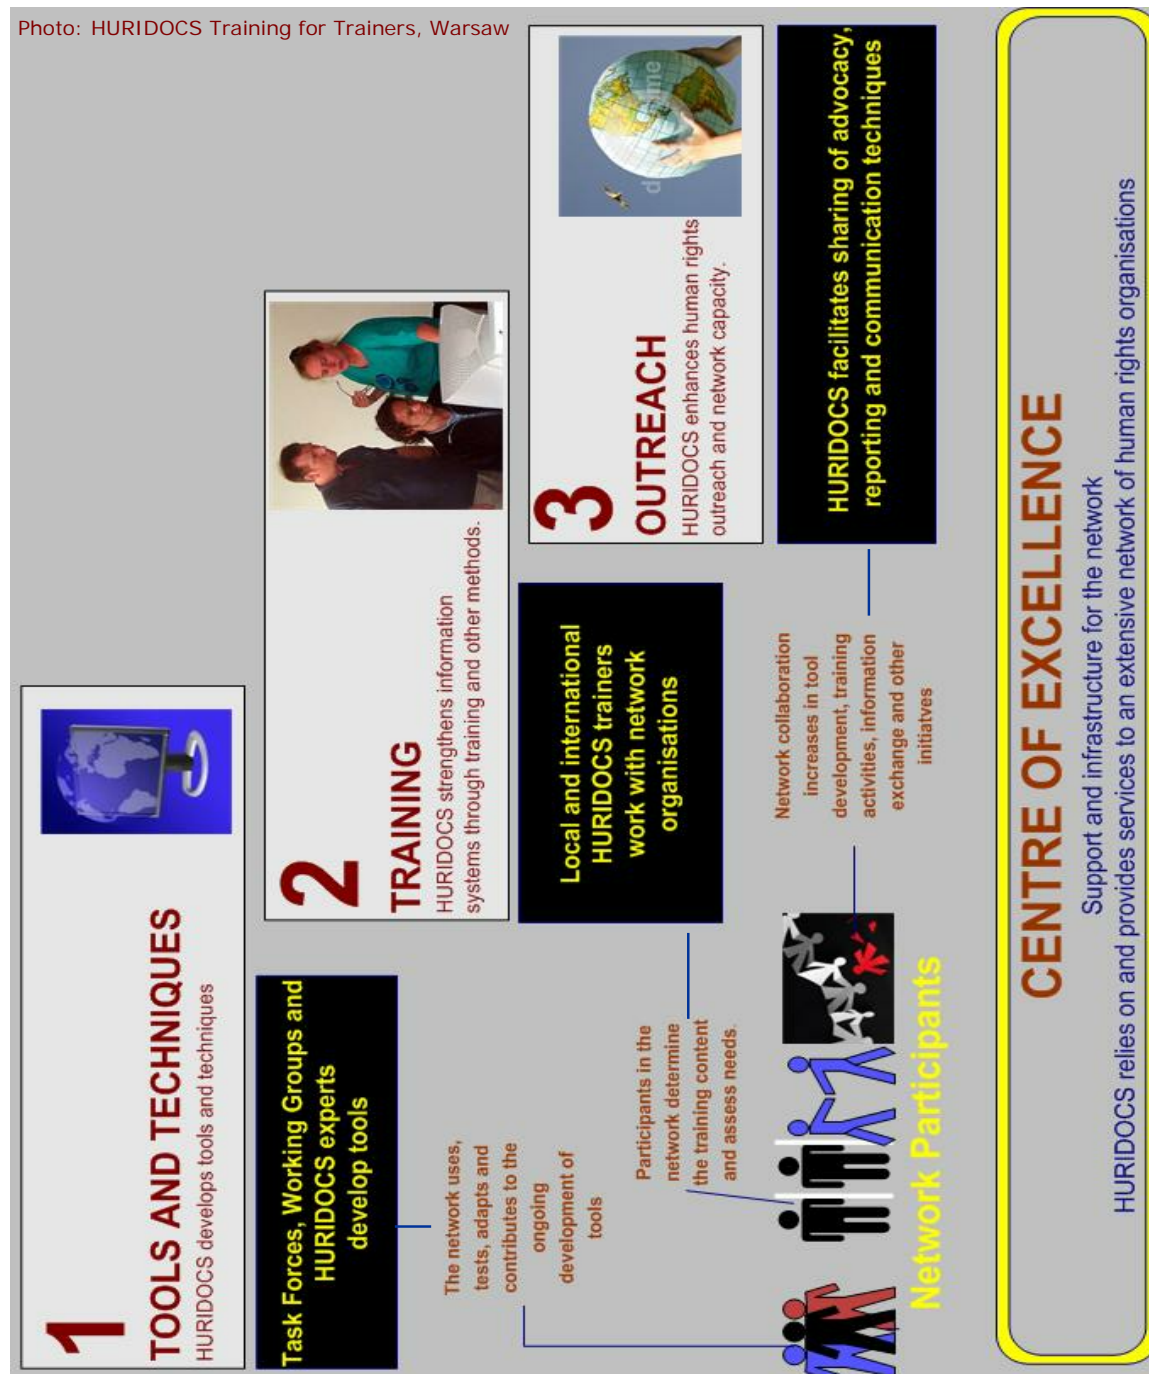 Photo: HURIDOCS Training for Trainers, Warsaw
1
TOOLS AND TECHNIQUES
HURIDOCS develops tools and techniques
Task Forces, Working Groups and
HURIDOCS experts
develop tools
The network uses,
tests, adapts and
contributes to the
ongoing
development of
tools
2
TRAINING
HURIDOCS strengthens information
systems through training and other methods.
Local and international
HURIDOCS trainers
work with network
organisations
Participants in the
network determine
the training content
and assess needs.
3
OUTREACH
HURIDOCS enhances human rights
outreach and network capacity.
HURIDOCS facilitates sharing of advocacy,
reporting and communication techniques
Network collaboration
increases in tool
development, training
activities, information
exchange and other
initiatves
Network Participants
CENTRE OF EXCELLENCE
Support and infrastructure for the network
HURIDOCS relies on and provides services to an extensive network of human rights organisations